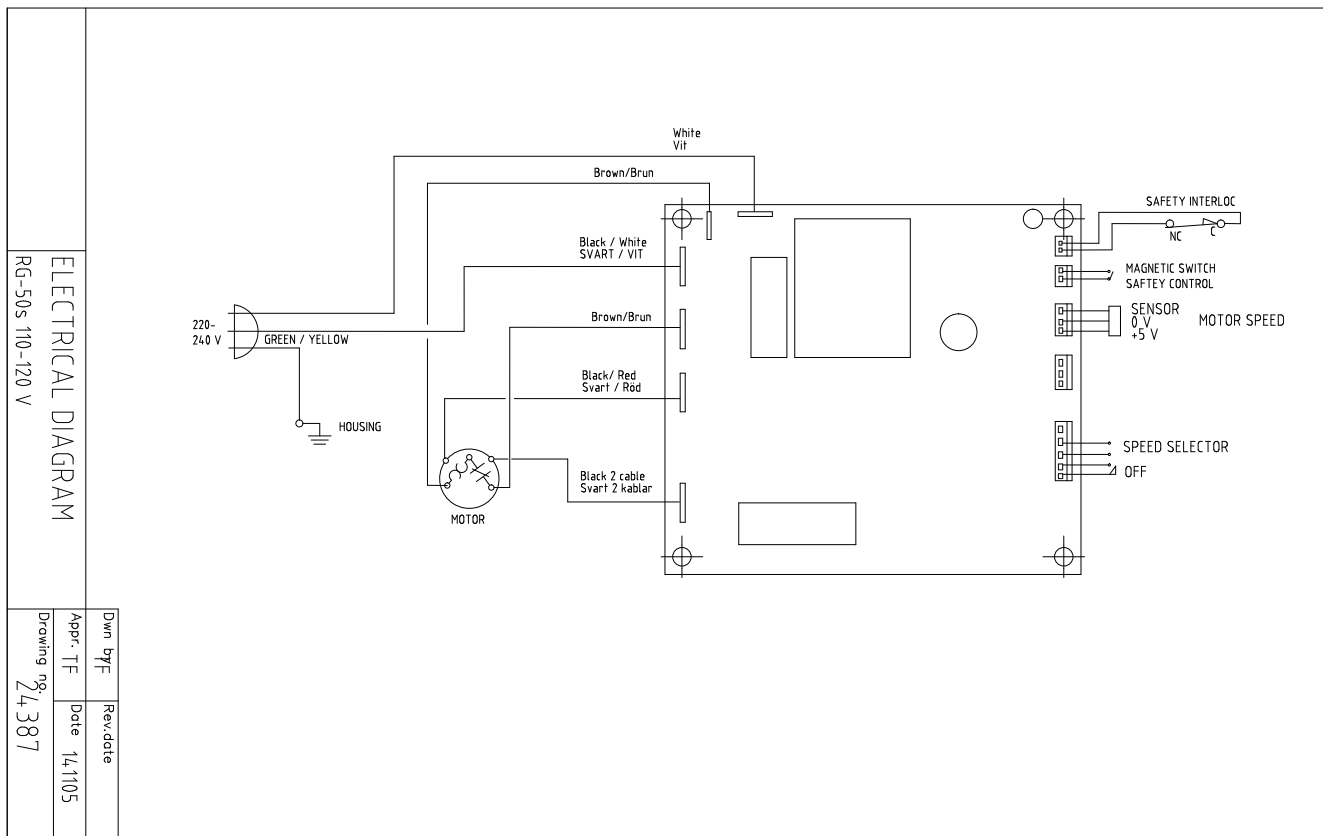 White
Vit
Brown/Brun
Black / White
SVART / VIT
Brown/Brun
Black/ Red
Svart / Röd
Black 2 cable
Svart 2 kablar
220-
240 V
GREEN / YELLOW
HOUSING
MOTOR
SAFETY INTERLOC
NC
C
MAGNETIC SWITCH
SAFTEY CONTROL
SENSOR
0 V
+5 V
MOTOR SPEED
SPEED SELECTOR
OFF
ELECTRICAL DIAGRAM
RG-50s 110-120 V
Dwn by TF
Rev.date
Appr. TF
Date 141105
Drawing no.
24387